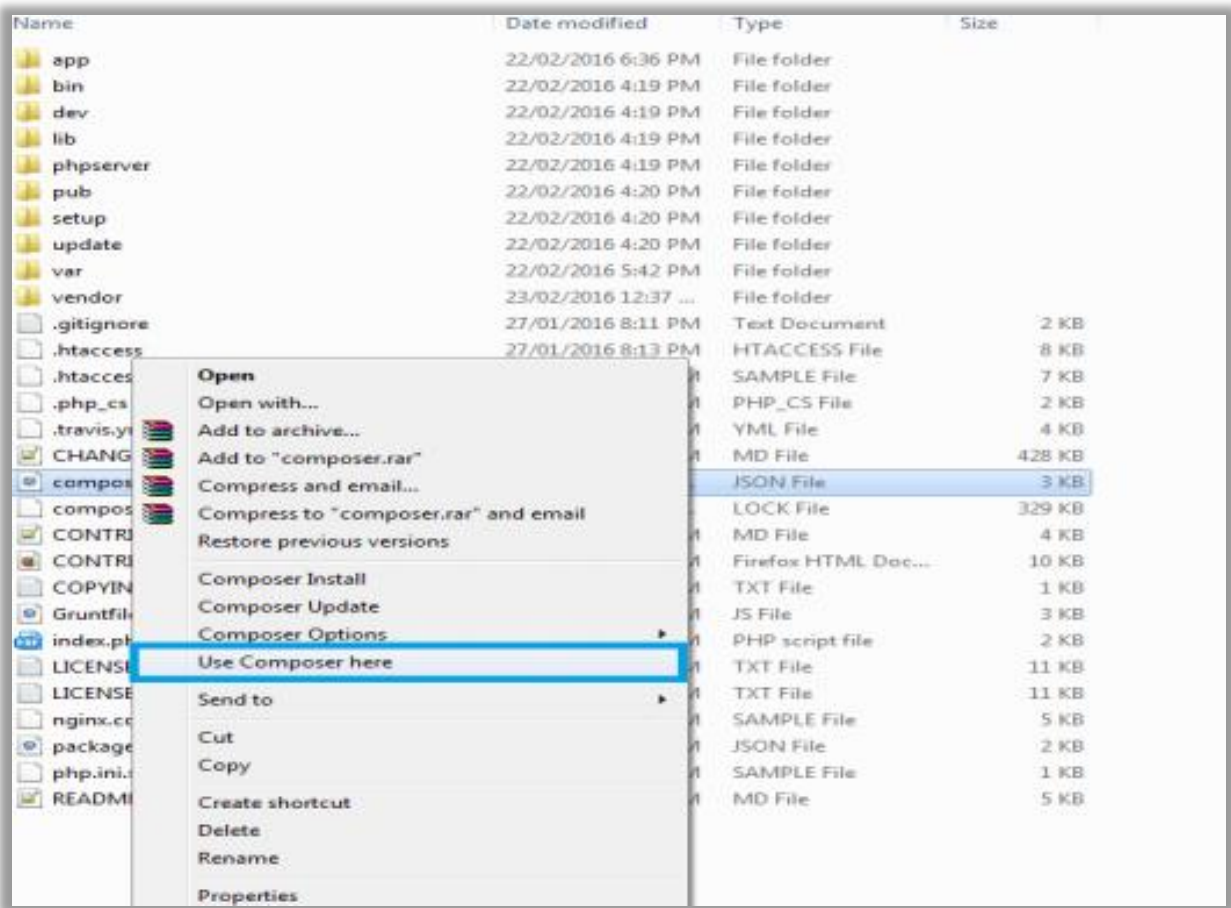 Name Date modified Type Size
app 22/02/2016 6:36 PM File folder
bin 22/02/2016 4:19 PM File folder
dev 22/02/2016 4:19 PM File folder
lib 22/02/2016 4:19 PM File folder
phpserver 22/02/2016 4:19 PM File folder
pub 22/02/2016 4:20 PM File folder
setup 22/02/2016 4:20 PM File folder
update 22/02/2016 4:20 PM File folder
var 22/02/2016 5:42 PM File folder
vendor 23/02/2016 12:37 ... File folder
.gitignore 27/01/2016 8:11 PM Text Document 2 KB
.htaccess 27/01/2016 8:13 PM HTACCESS File 8 KB
.htacces Open SAMPLE File 7 KB
.php_cs Open with... PHP_CS File 2 KB
.travis.y Add to archive... YML File 4 KB
CHANG Add to "composer.rar" MD File 428 KB
compos Compress and email... JSON File 3 KB
compos Compress to "composer.rar" and email LOCK File 329 KB
CONTRI Restore previous versions MD File 4 KB
CONTRI Firefox HTML Doc... 10 KB
COPYIN Composer Install TXT File 1 KB
Gruntfil Composer Update JS File 3 KB
index.ph Composer Options PHP script file 2 KB
LICENSE Use Composer here TXT File 11 KB
LICENSE Send to TXT File 11 KB
nginx.co SAMPLE File 5 KB
package Cut JSON File 2 KB
php.ini. Copy SAMPLE File 1 KB
README Create shortcut MD File 5 KB
Delete
Rename
Properties